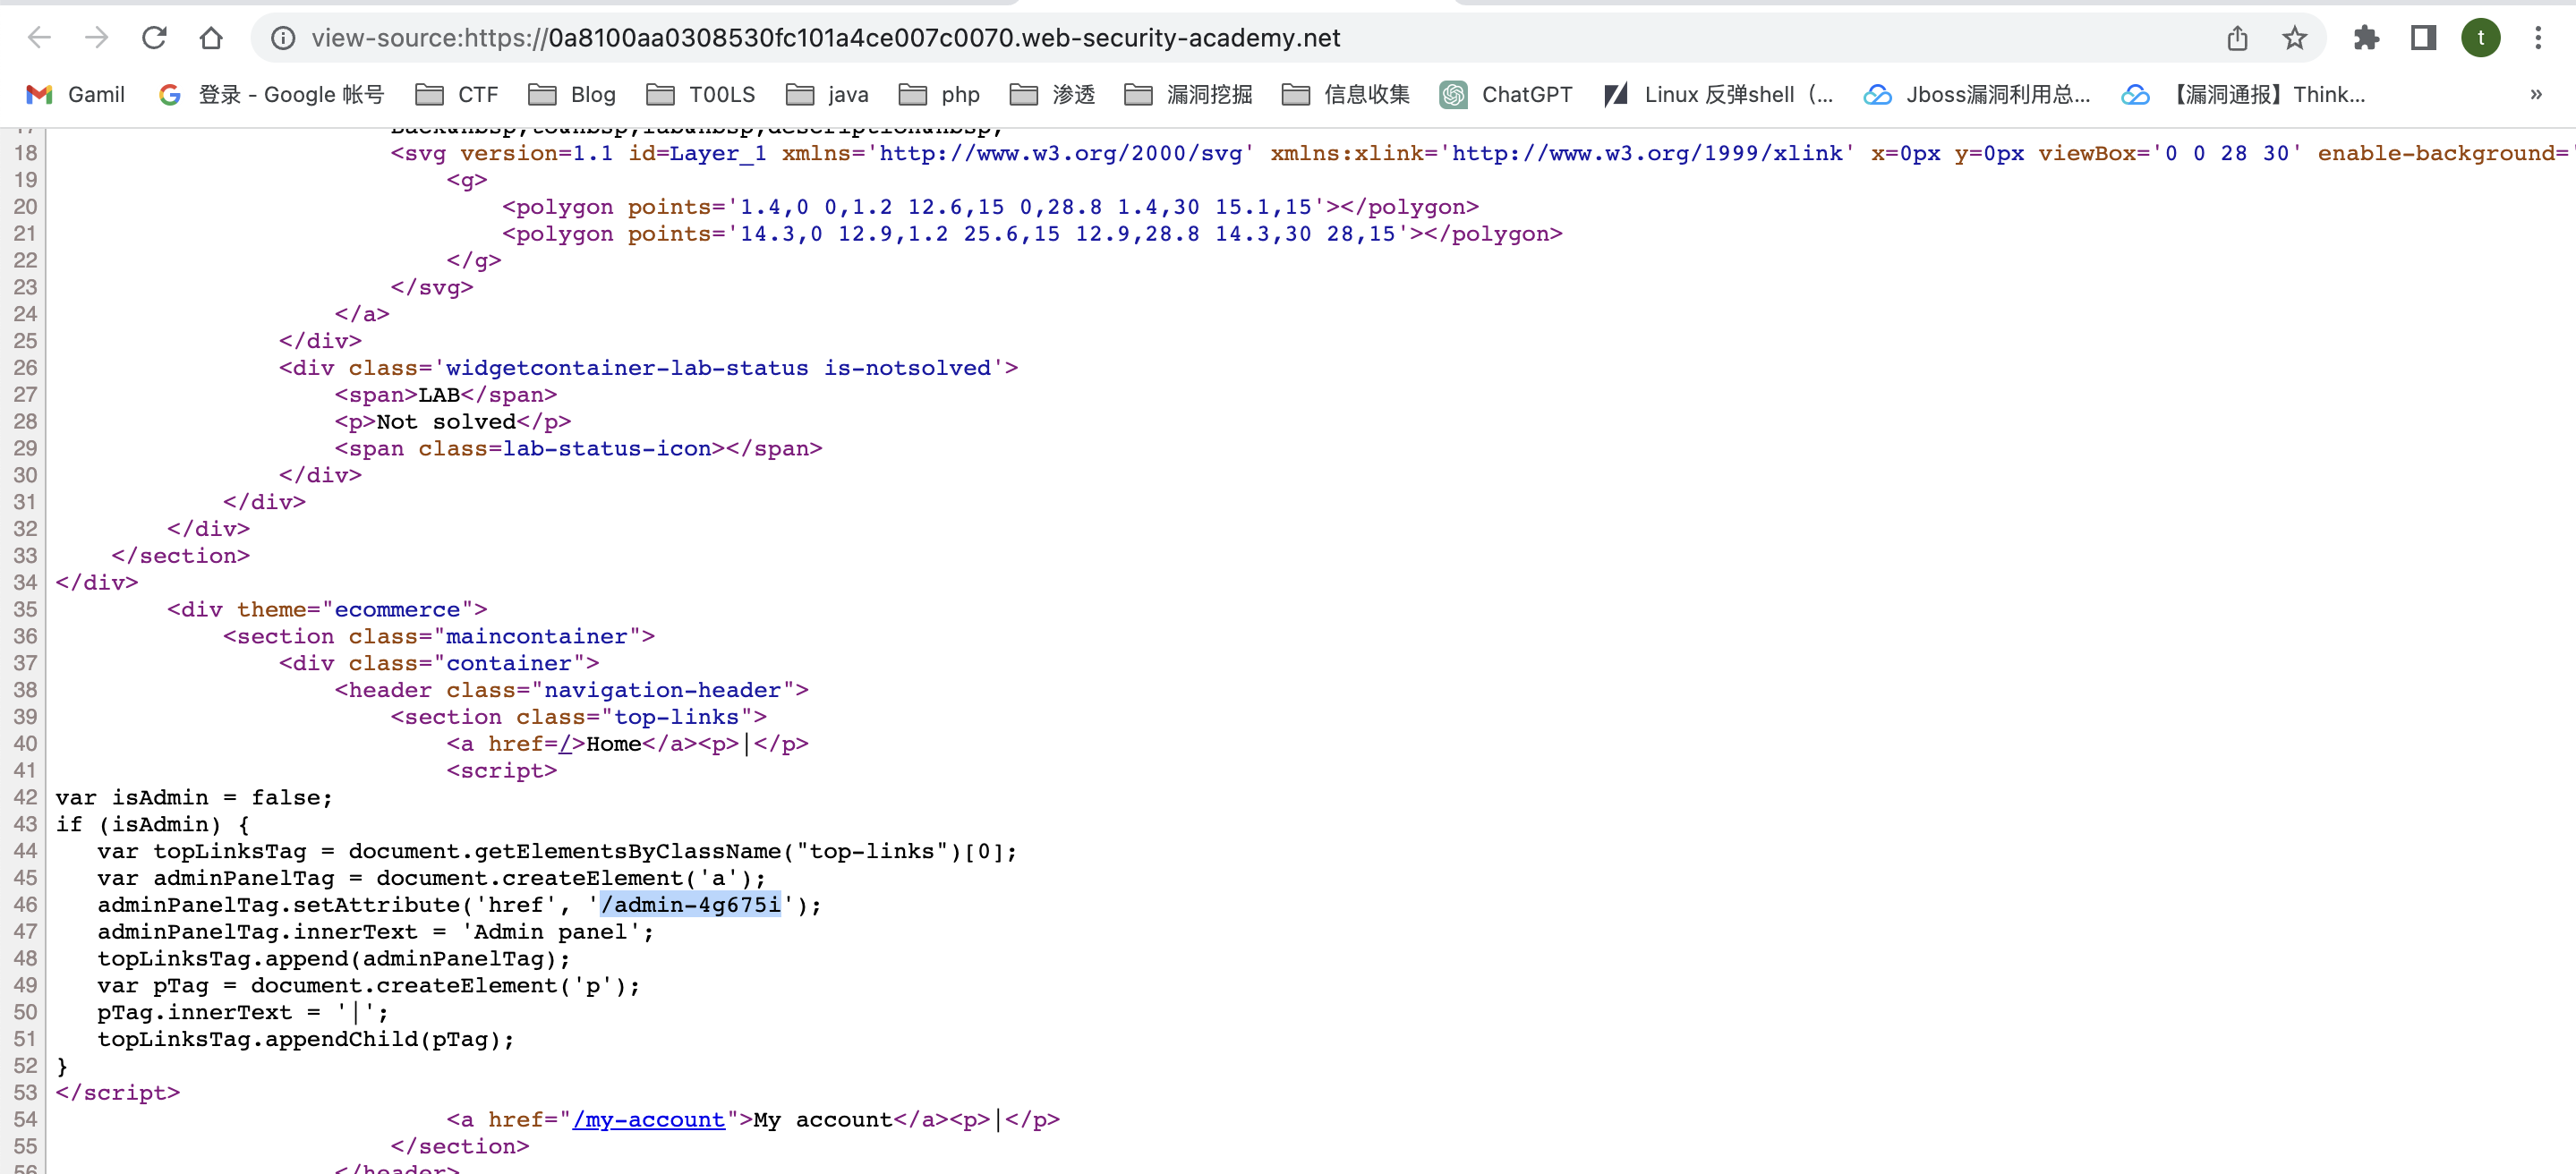 view-source:https://0a8100aa0308530fc101a4ce007c0070.web-security-academy.net
t
Gamil
登录 - Google 帐号
CTF
Blog
T00LS
java
php
渗透
漏洞挖掘
信息收集
ChatGPT
Linux 反弹shell（...
Jboss漏洞利用总...
【漏洞通报】Think...
»
17 Back&nbsp;to&nbsp;lab&nbsp;description&nbsp;
18 <svg version=1.1 id=Layer_1 xmlns='http://www.w3.org/2000/svg' xmlns:xlink='http://www.w3.org/1999/xlink' x=0px y=0px viewBox='0 0 28 30' enable-background='
19 <g>
20 <polygon points='1.4,0 0,1.2 12.6,15 0,28.8 1.4,30 15.1,15'></polygon>
21 <polygon points='14.3,0 12.9,1.2 25.6,15 12.9,28.8 14.3,30 28,15'></polygon>
22 </g>
23 </svg>
24 </a>
25 </div>
26 <div class='widgetcontainer-lab-status is-notsolved'>
27 <span>LAB</span>
28 <p>Not solved</p>
29 <span class=lab-status-icon></span>
30 </div>
31 </div>
32 </div>
33 </section>
34 </div>
35 <div theme="ecommerce">
36 <section class="maincontainer">
37 <div class="container">
38 <header class="navigation-header">
39 <section class="top-links">
40 <a href=/>Home</a><p>|</p>
41 <script>
42 var isAdmin = false;
43 if (isAdmin) {
44 var topLinksTag = document.getElementsByClassName("top-links")[0];
45 var adminPanelTag = document.createElement('a');
46 adminPanelTag.setAttribute('href', '/admin-4g675i');
47 adminPanelTag.innerText = 'Admin panel';
48 topLinksTag.append(adminPanelTag);
49 var pTag = document.createElement('p');
50 pTag.innerText = '|';
51 topLinksTag.appendChild(pTag);
52 }
53 </script>
54 <a href="/my-account">My account</a><p>|</p>
55 </section>
56 </header>